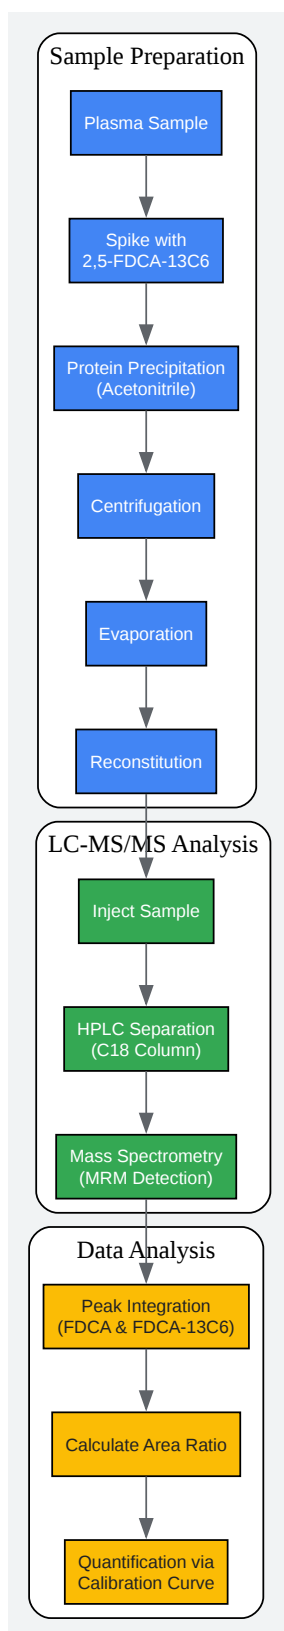 Sample Preparation
Plasma Sample
Spike with
2,5-FDCA-13C6
Protein Precipitation
(Acetonitrile)
Centrifugation
Evaporation
Reconstitution
LC-MS/MS Analysis
Inject Sample
HPLC Separation
(C18 Column)
Mass Spectrometry
(MRM Detection)
Data Analysis
Peak Integration
(FDCA & FDCA-13C6)
Calculate Area Ratio
Quantification via
Calibration Curve